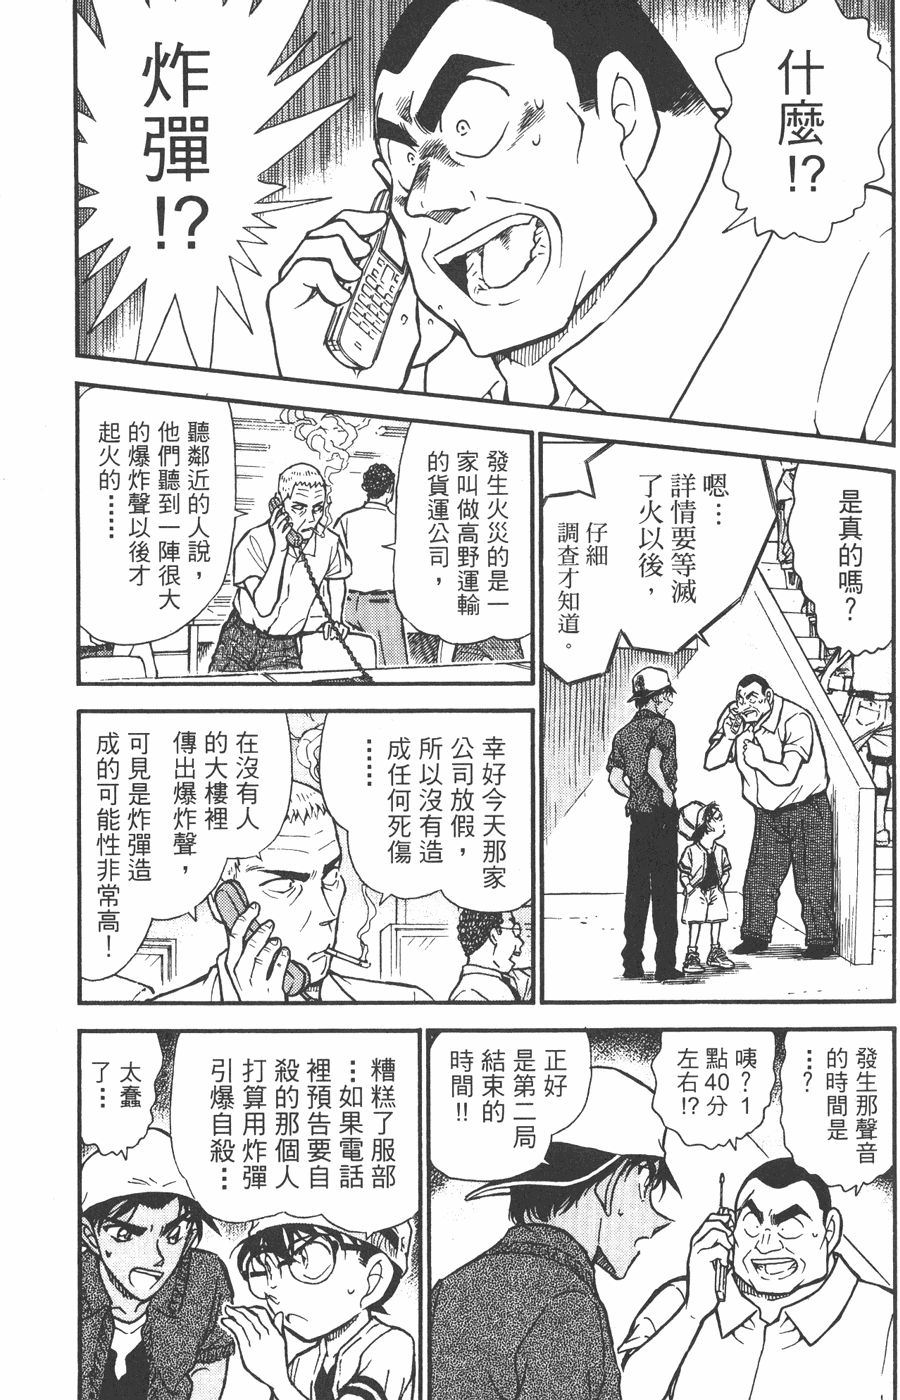 什麼!?
炸彈!?
是真的嗎?
嗯…
詳情要等滅
了火以後,
仔細
調查才知道。
發生火災的是一
家叫做高野運輸
的貨運公司,
聽鄰近的人說,
他們聽到一陣很大
的爆炸聲以後才
起火的……
幸好今天那家
公司放假,
所以沒有造
成任何死傷
……
在沒有人
的大樓裡
傳出爆炸聲,
可見是炸彈造
成的可能性非常高!
發生那聲音
的時間是
…?
咦?1
點40分
左右!?
正好
是第二局
結束的
時間!!
糟糕了服部
…如果電話
裡預告要自
殺的那個人
打算用炸彈
引爆自殺…
太蠢
了…